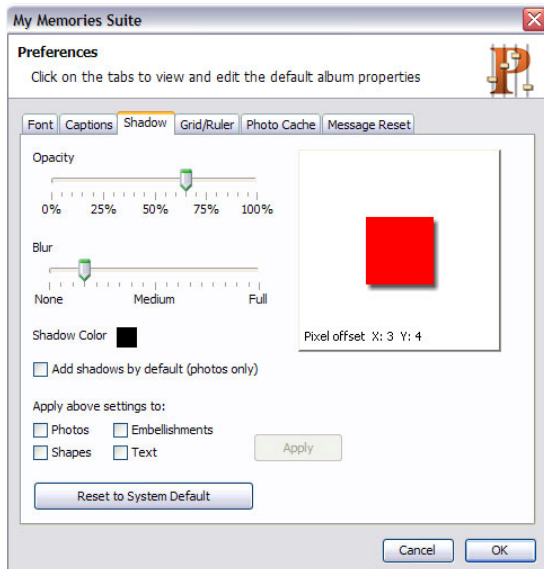 My Memories Suite
Preferences
Click on the tabs to view and edit the default album properties
P
Font Captions Shadow Grid/Ruler Photo Cache Message Reset
Opacity
0% 25% 50% 75% 100%
Blur
None Medium Full
Shadow Color
Pixel offset X: 3 Y: 4
Add shadows by default (photos only)
Apply above settings to:
Photos Embellishments
Shapes Text
Apply
Reset to System Default
Cancel OK